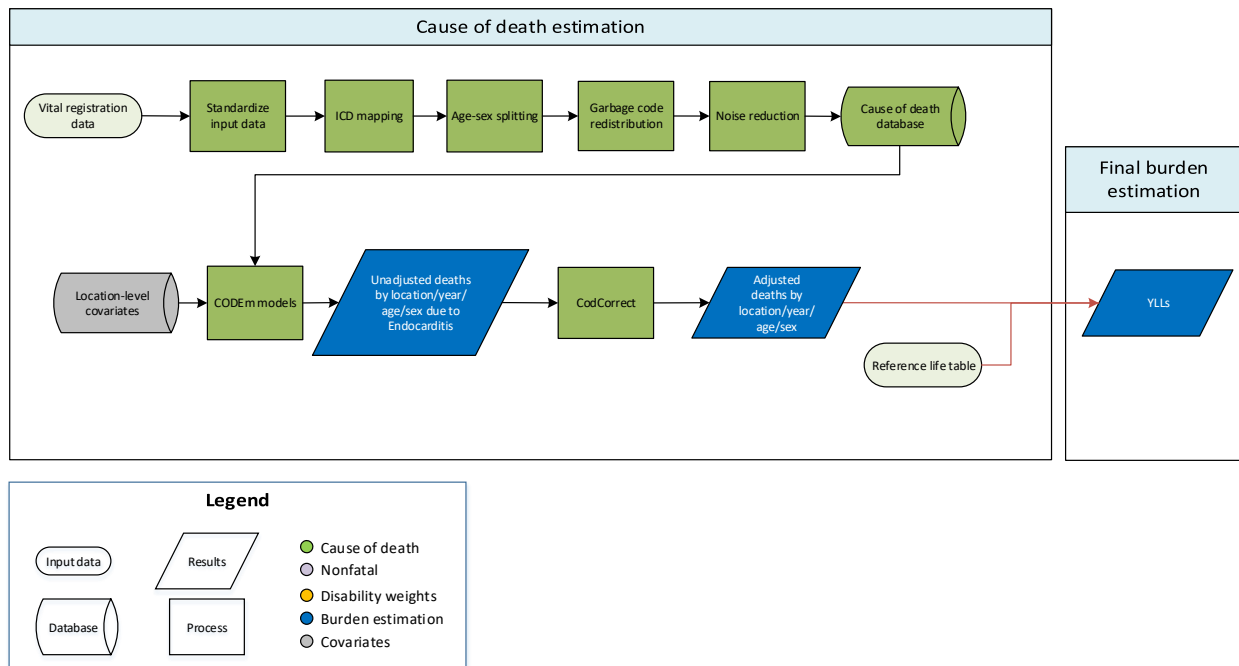 Cause of death estimation
Vital registration
data
Standardize
input data
ICD mapping
Age-sex splitting
Garbage code
redistribution
Noise reduction
Cause of death
database
Final burden
estimation
Location-level
covariates
CODEm models
Unadjusted deaths
by location/year/
age/sex due to
Endocarditis
CodCorrect
Adjusted
deaths by
location/year/
age/sex
YLLs
Reference life table
Legend
Input data
Results
Database
Process
Cause of death
Nonfatal
Disability weights
Burden estimation
Covariates